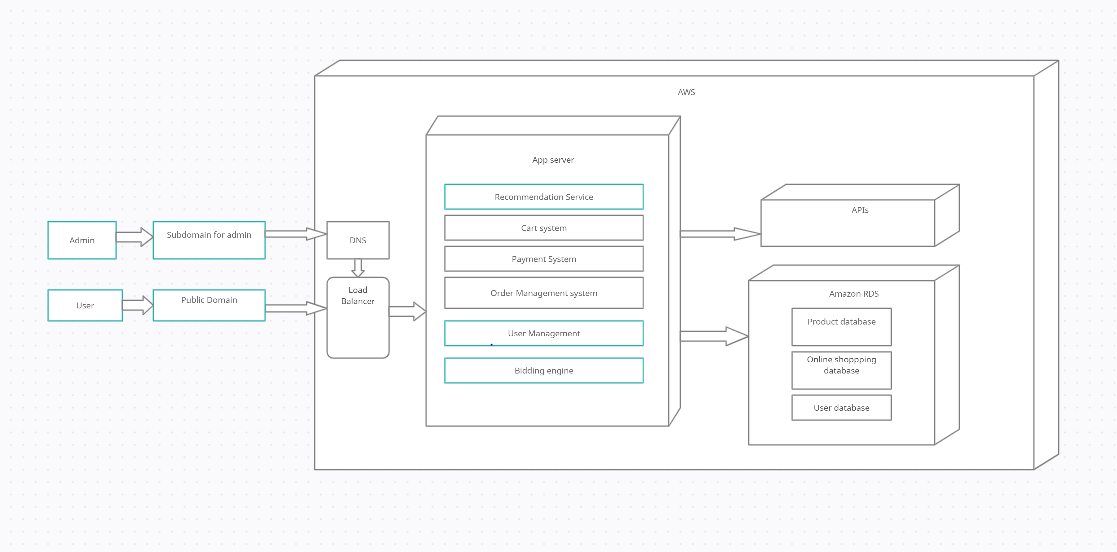 AWS
App server
Recommendation Service
Cart system
Payment System
Order Management system
User Management
Bidding engine
Admin
Subdomain for admin
DNS
User
Public Domain
Load
Balancer
APIs
Amazon RDS
Product database
Online shoppping
database
User database